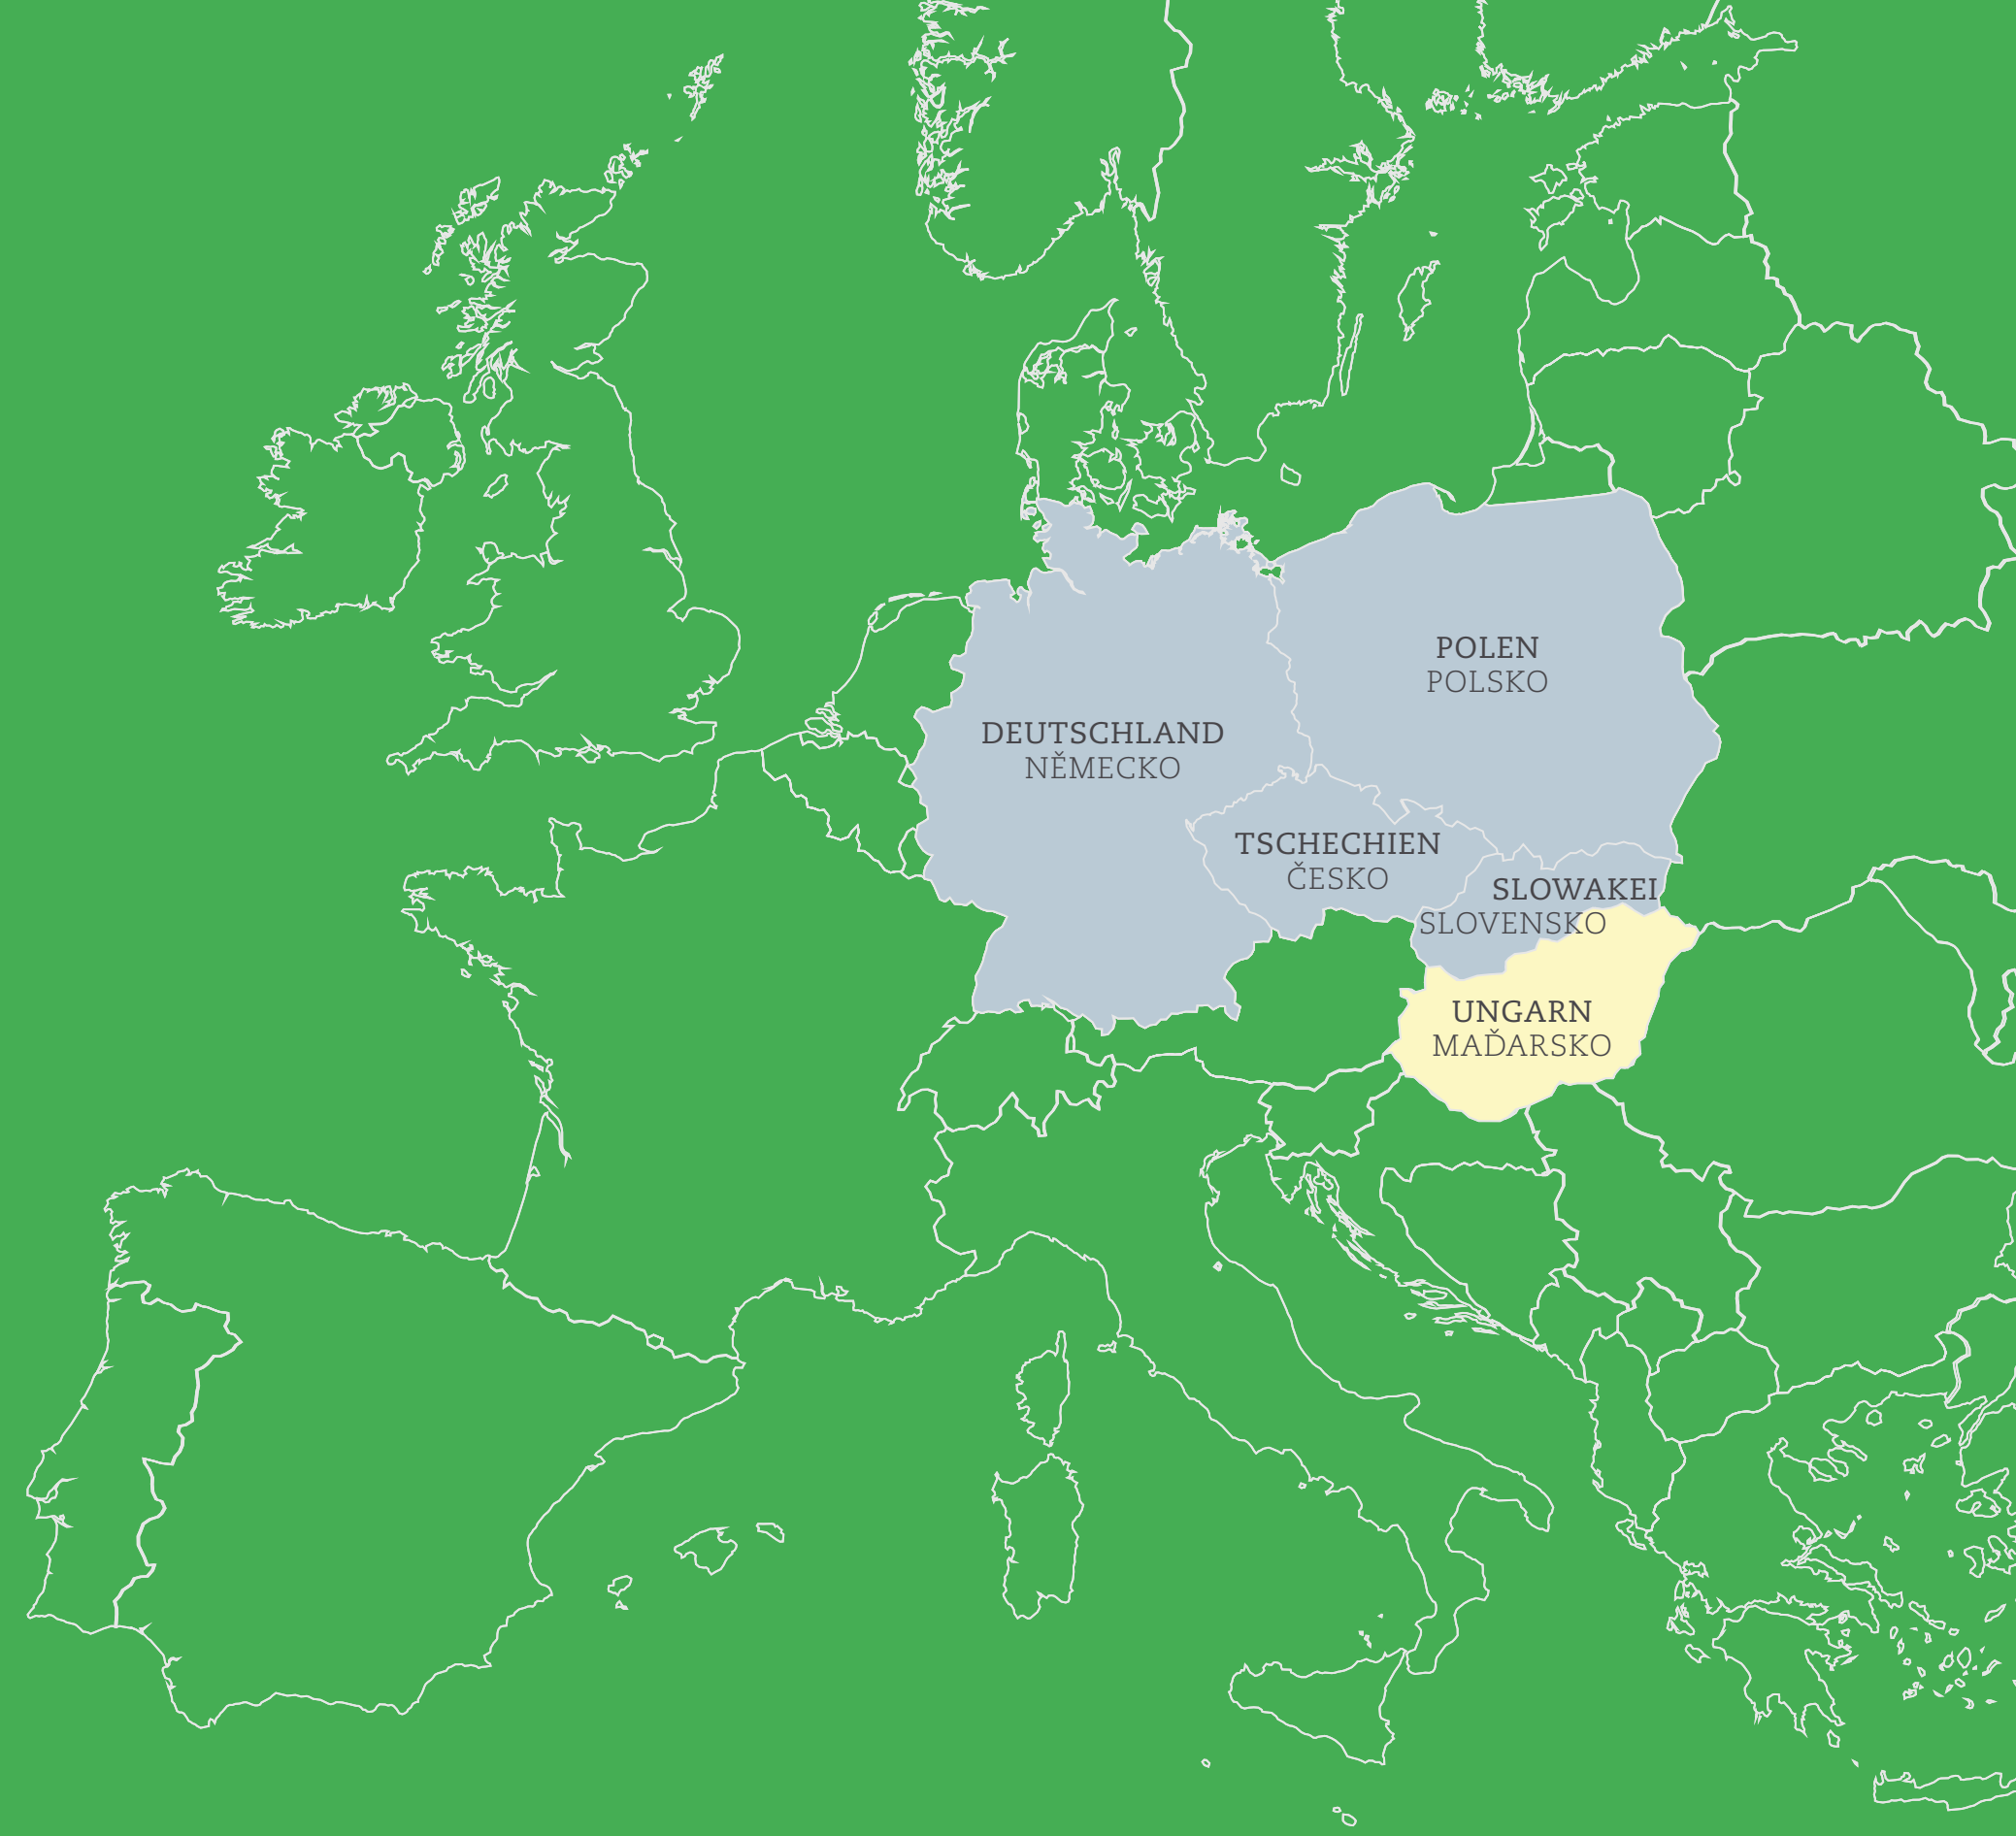 POLEN
POLSKO
DEUTSCHLAND
NĚMECKO
TSCHECHIEN
ČESKO
SLOWAKEI
SLOVENSKO
UNGARN
MAĎARSKO